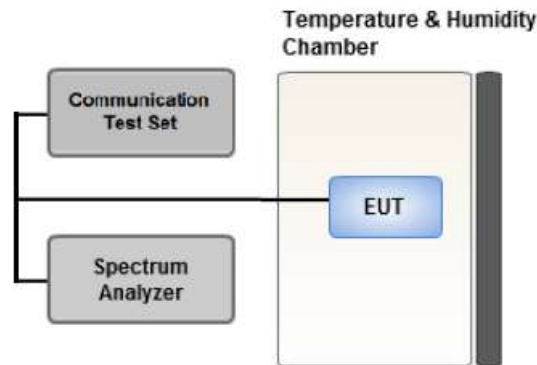 Temperature & Humidity
Chamber
Communication
Test Set
EUT
Spectrum
Analyzer